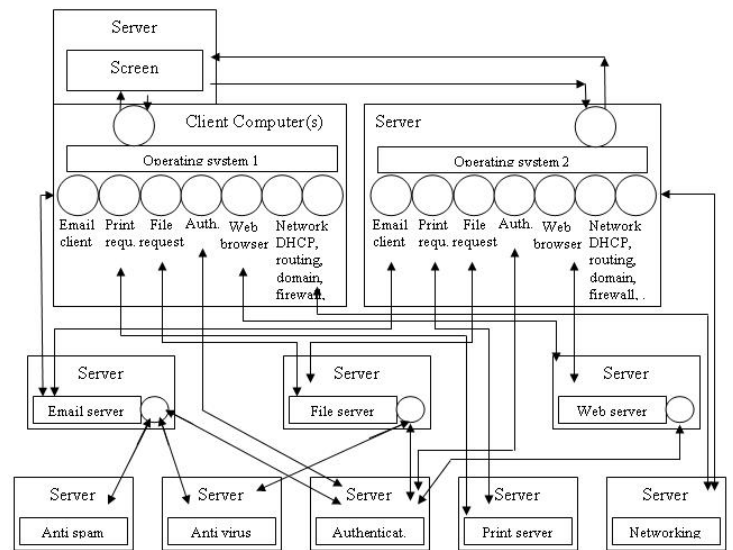 Server
Screen
Client Computer(s)
Operating system 1
Email client
Print requ.
File request
Auth.
Web browser
Network DHCP, routing, domain, firewall,
Server
Operating system 2
Email client
Print requ.
File request
Auth.
Web browser
Network DHCP, routing, domain, firewall, .
Server
Email server
Server
File server
Server
Web server
Server
Anti spam
Server
Anti virus
Server
Authenticat.
Server
Print server
Server
Networking